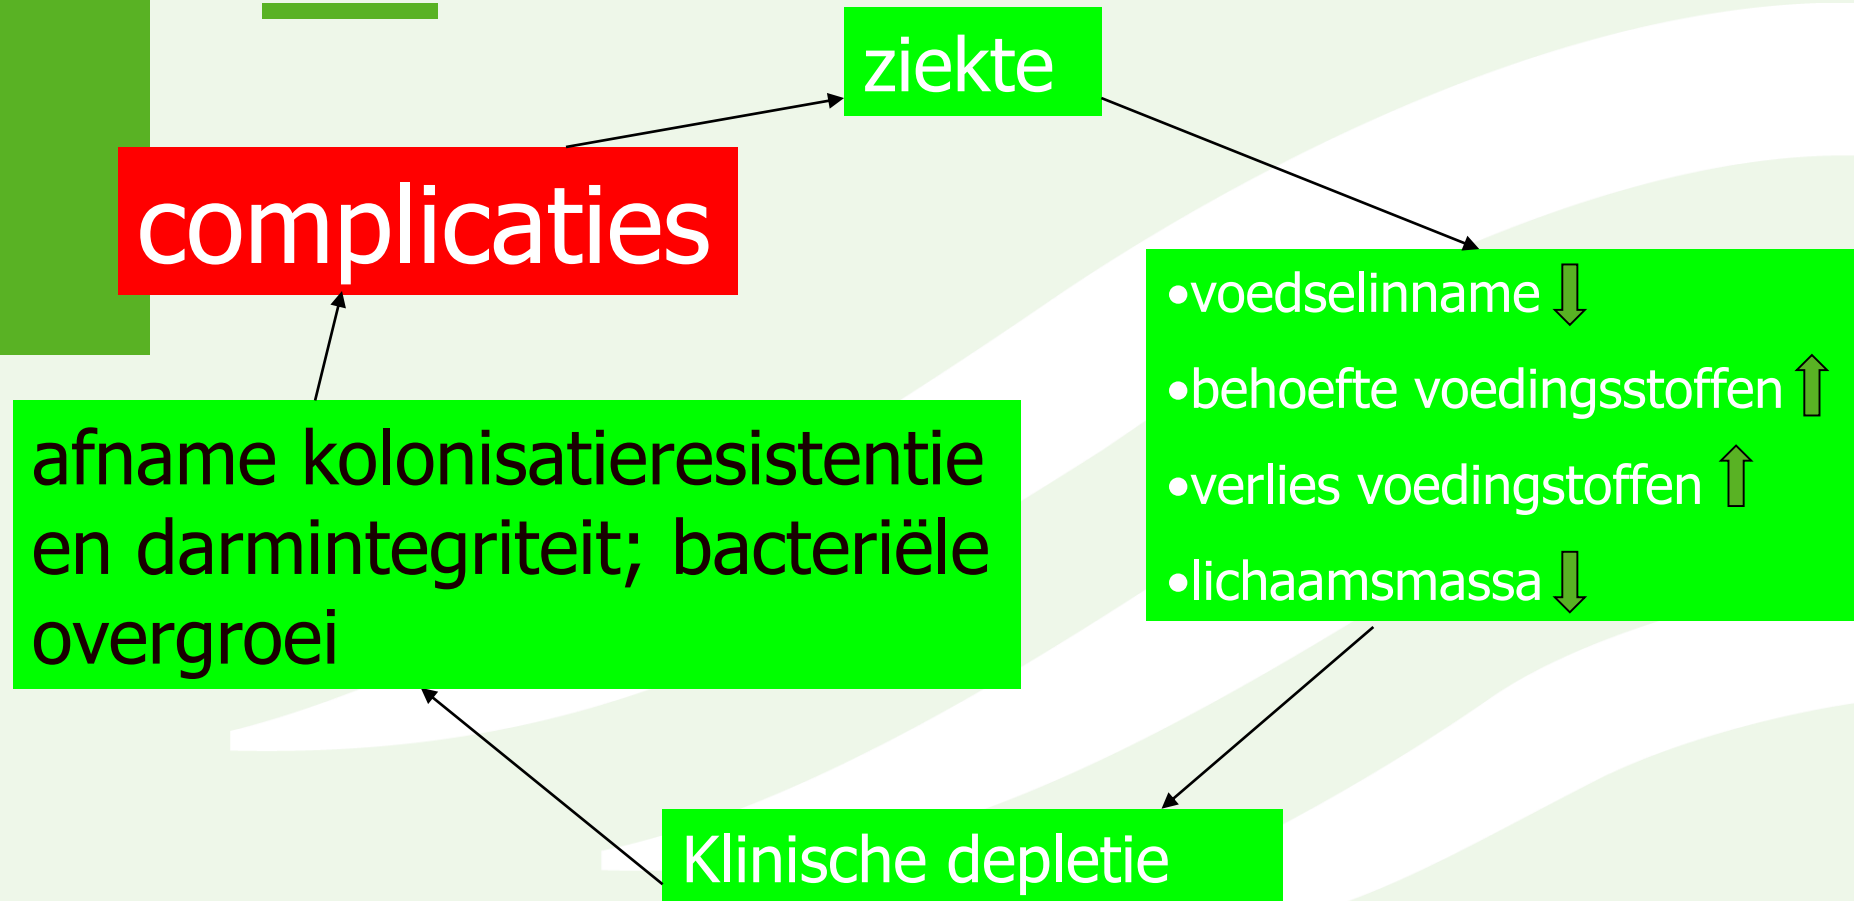 ziekte
complicaties
•voedselinname
•behoefte voedingsstoffen
•verlies voedingstoffen
•lichaamsmassa
afname kolonisatieresistentie
en darmintegriteit; bacteriële
overgroei
Klinische depletie